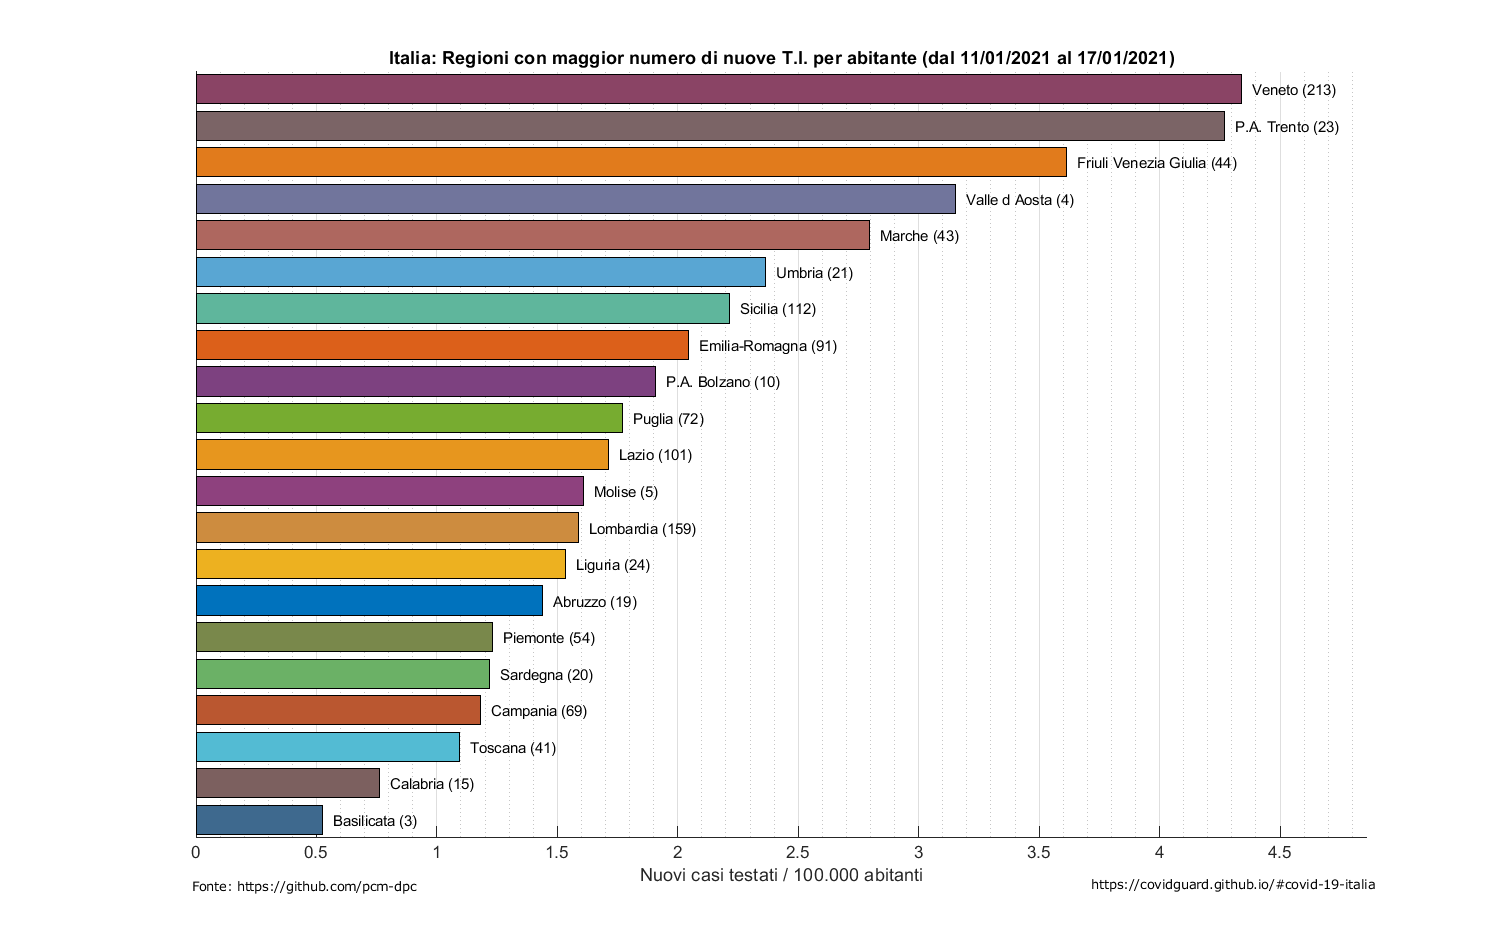 Italia: Regioni con maggior numero di nuove T.I. per abitante (dal 11/01/2021 al 17/01/2021)
Veneto (213)
P.A. Trento (23)
Friuli Venezia Giulia (44)
Valle d Aosta (4)
Marche (43)
Umbria (21)
Sicilia (112)
Emilia-Romagna (91)
P.A. Bolzano (10)
Puglia (72)
Lazio (101)
Molise (5)
Lombardia (159)
Liguria (24)
Abruzzo (19)
Piemonte (54)
Sardegna (20)
Campania (69)
Toscana (41)
Calabria (15)
Basilicata (3)
0 0.5 1 1.5 2 2.5 3 3.5 4 4.5
Nuovi casi testati / 100.000 abitanti
Fonte: https://github.com/pcm-dpc
https://covidguard.github.io/#covid-19-italia